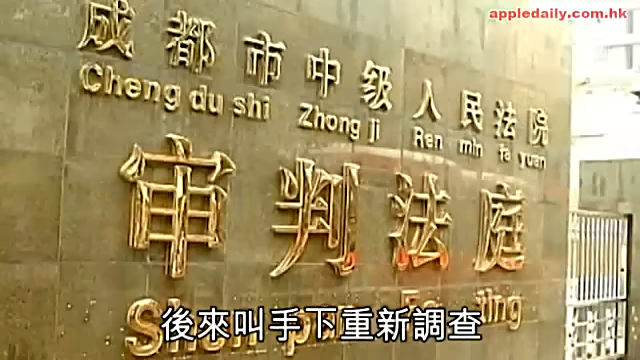 appledaily.com.hk
成都市中级人民法院
Cheng du shi Zhong ji Ren min fa yuan
审判法庭
後來叫手下重新調查